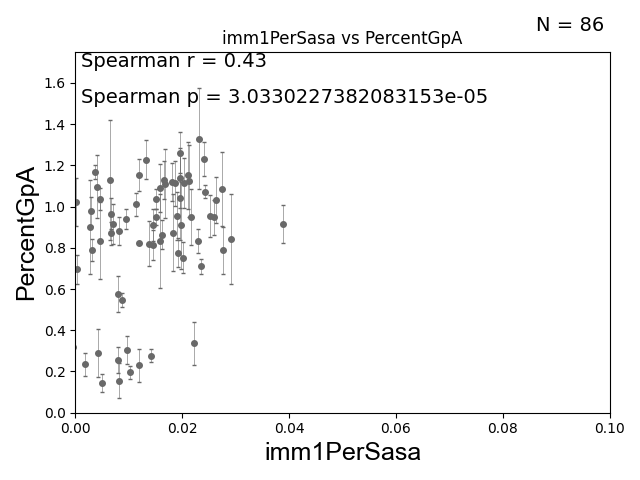 N = 86
imm1PerSasa vs PercentGpA
Spearman r = 0.43
Spearman p = 3.0330227382083153e-05
PercentGpA
1.6
1.4
1.2
1.0
0.8
0.6
0.4
0.2
0.0
0.00 0.02 0.04 0.06 0.08 0.10
imm1PerSasa